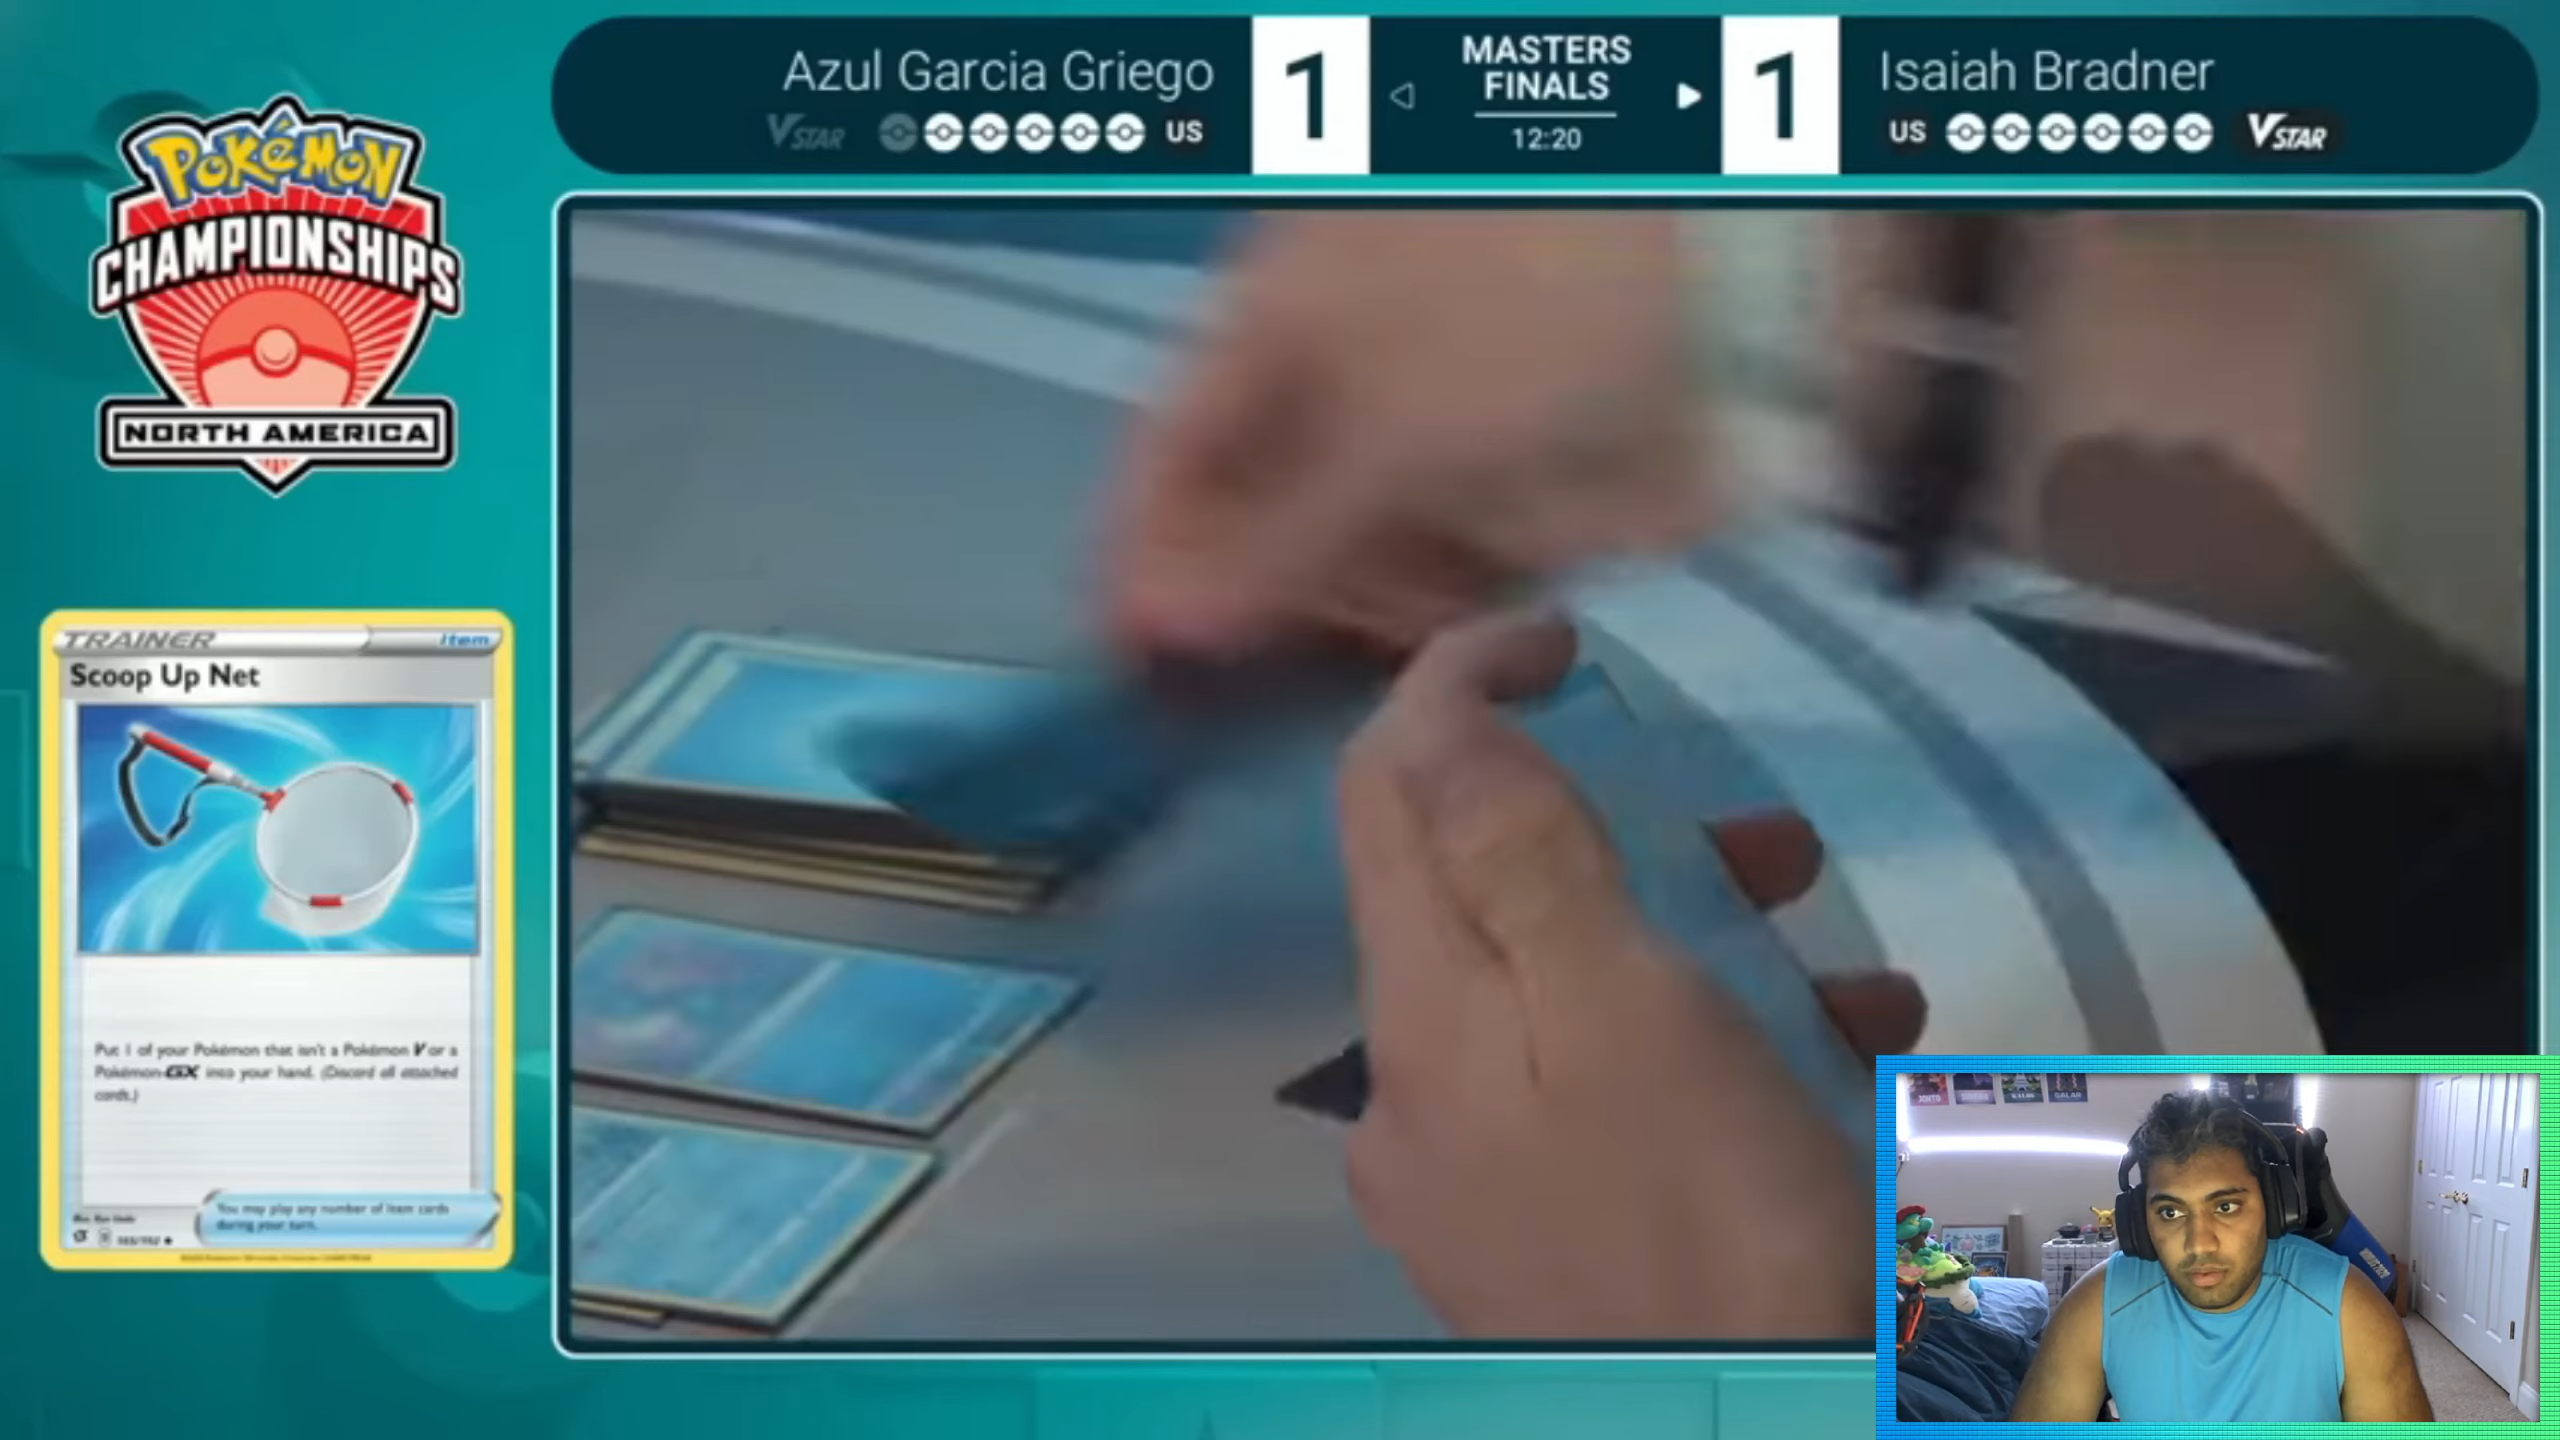 Azul Garcia Griego
1
MASTERS
FINALS
12:20
1
Isaiah Bradner
VSTAR
US
US
VSTAR
POKéMON
CHAMPIONSHIPS
NORTH AMERICA
TRAINER
Item
Scoop Up Net
Put 1 of your Pokémon that isn't a Pokémon V or a
Pokémon-GX into your hand. (Discard all attached
cards.)
You may play any number of Item cards
during your turn.
JOHTO
GALAR